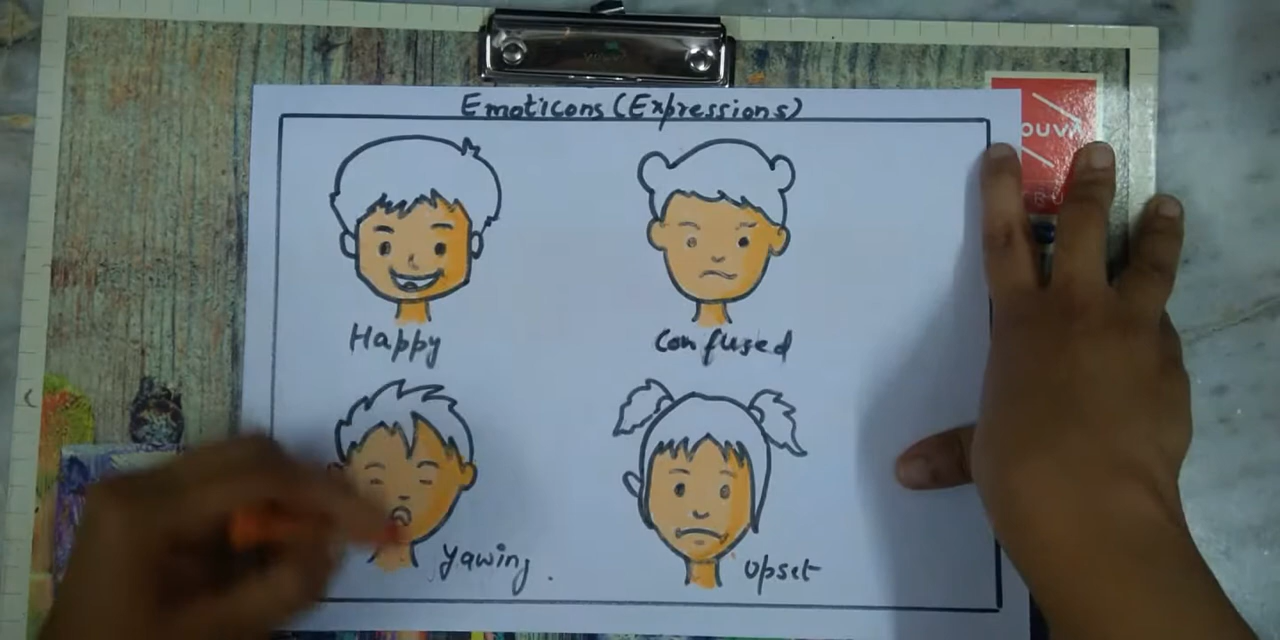 Emoticons (Expressions)
Happy
Confused
yawing.
upset